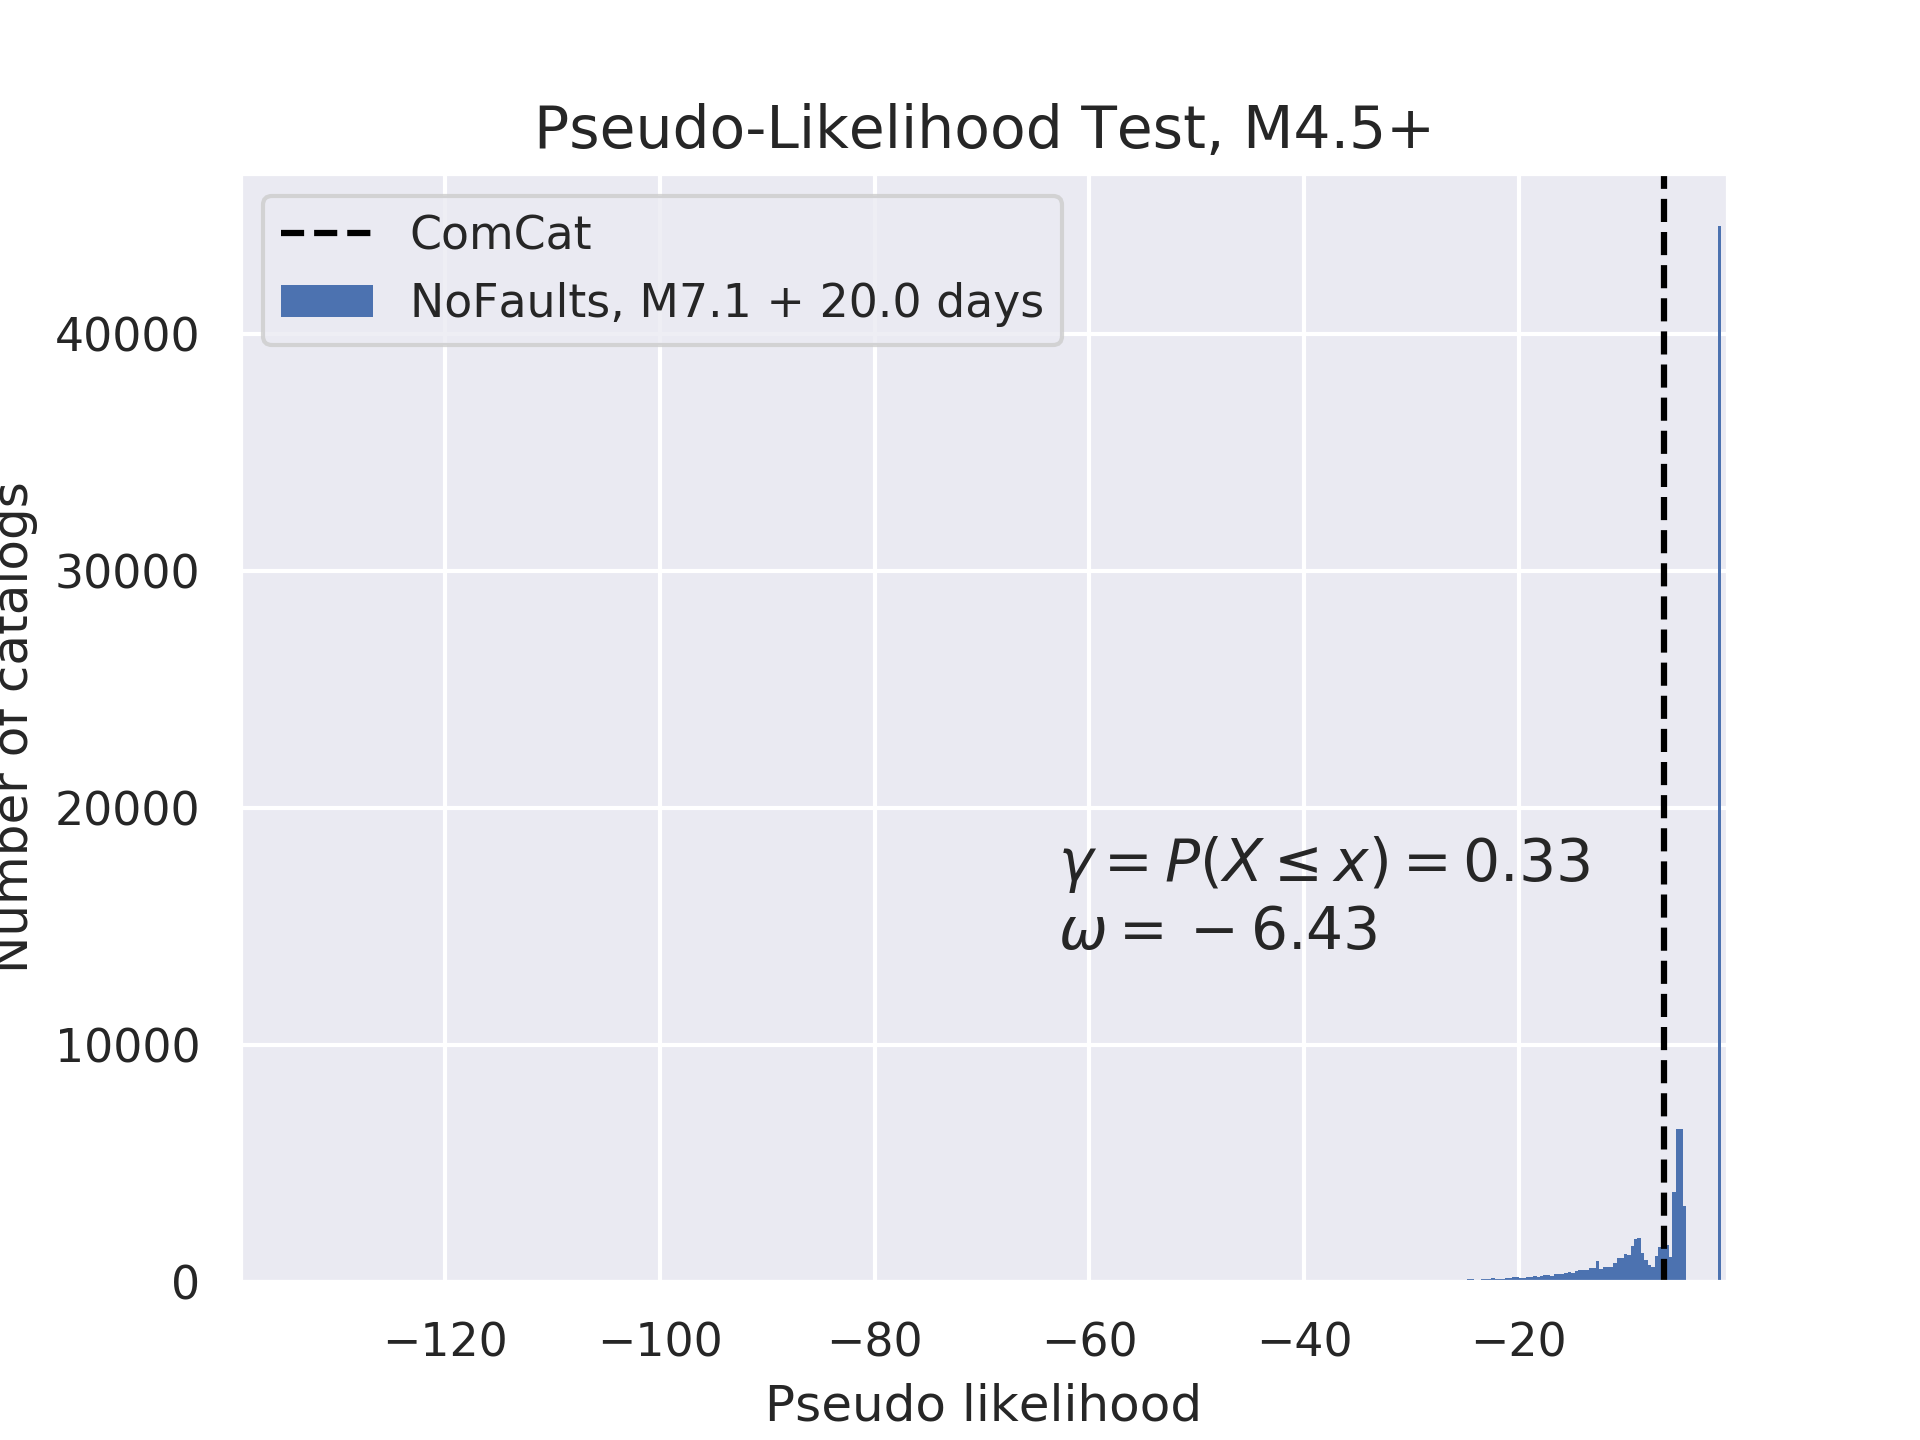 Pseudo-Likelihood Test, M4.5+
ComCat
NoFaults, M7.1 + 20.0 days
Number of catalogs
40000
30000
20000
10000
0
γ = P(X ≤ x) = 0.33
ω = − 6.43
−120 −100 −80 −60 −40 −20
Pseudo likelihood